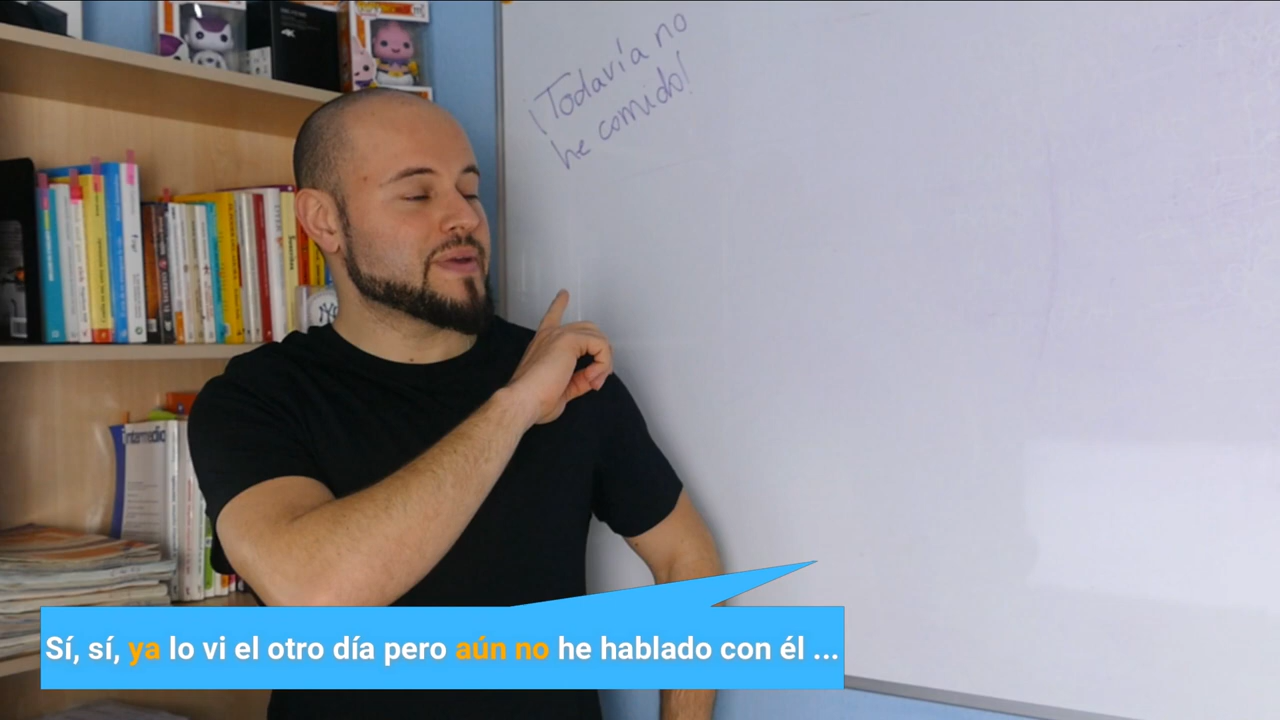 ¡Todavía no
he comido!
intermedio
Sí, sí, ya lo vi el otro día pero aún no he hablado con él ...